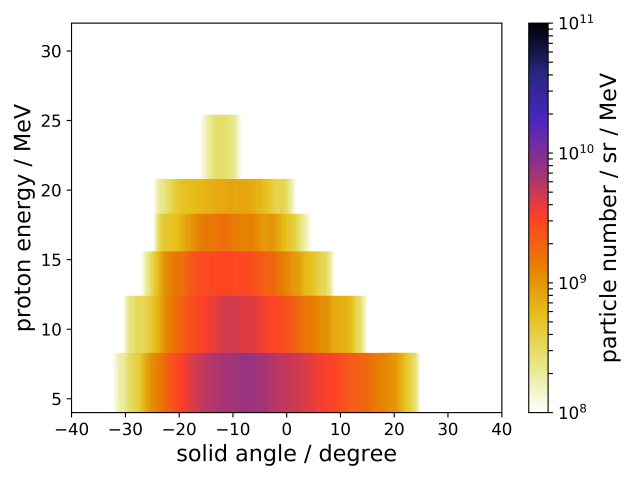 proton energy / MeV
30
25
20
15
10
5
−40 −30 −20 −10 0 10 20 30 40
solid angle / degree
10¹¹
10¹⁰
10⁹
10⁸
particle number / sr / MeV